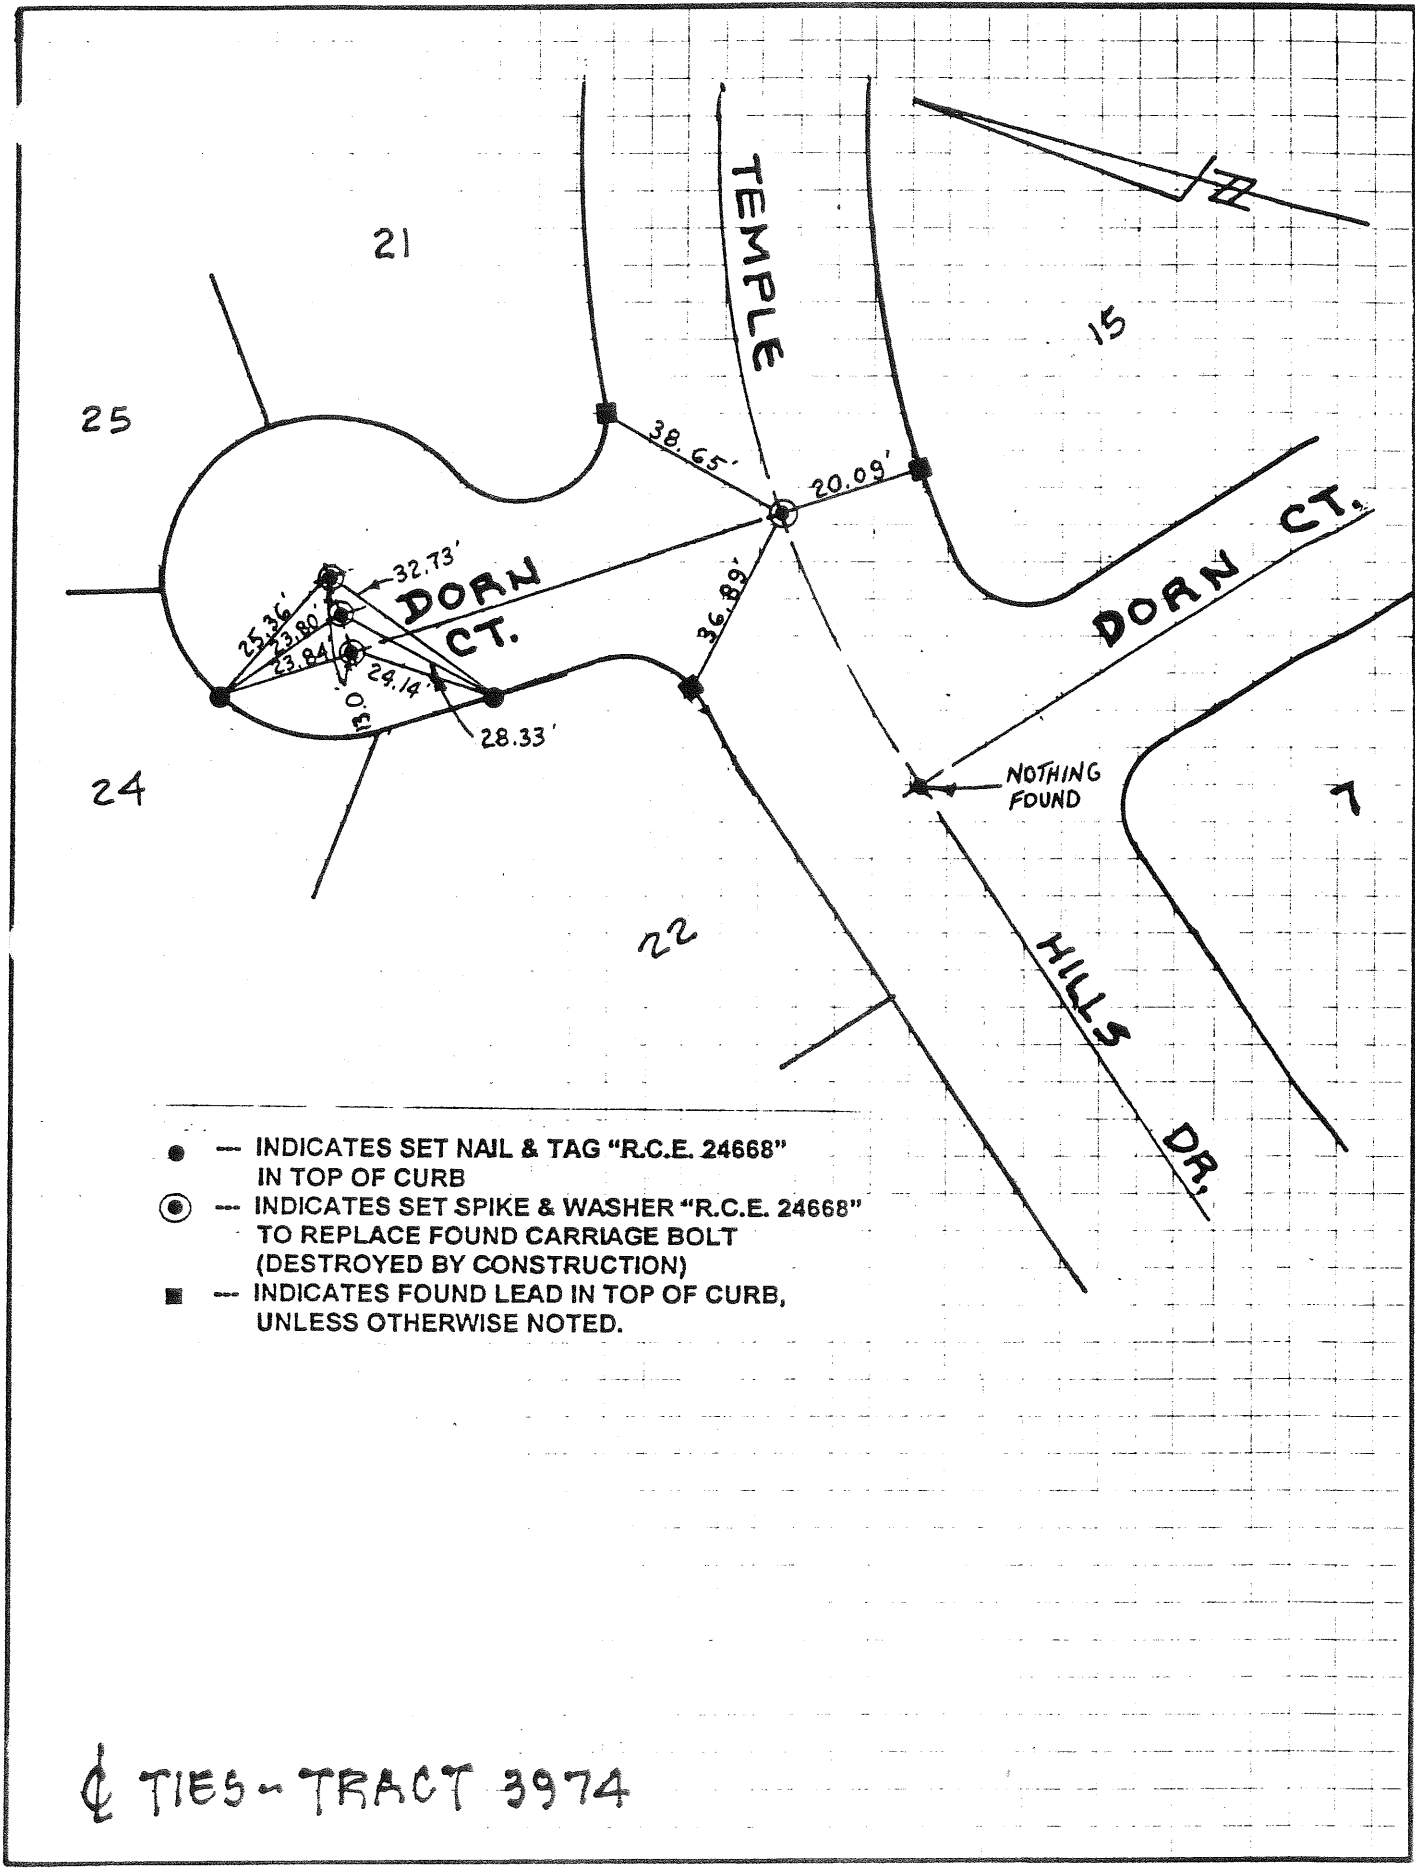 N
TEMPLE
21
15
25
38.65'
20.09'
DORN CT.
32.73'
DORN
CT.
25.36'
23.80'
23.84'
24.14'
13.0'
36.89'
28.33'
NOTHING
FOUND
24
7
22
HILLS
DR.
● --- INDICATES SET NAIL & TAG "R.C.E. 24668"
IN TOP OF CURB
--- INDICATES SET SPIKE & WASHER "R.C.E. 24668"
TO REPLACE FOUND CARRIAGE BOLT
(DESTROYED BY CONSTRUCTION)
■ --- INDICATES FOUND LEAD IN TOP OF CURB,
UNLESS OTHERWISE NOTED.
℄ TIES - TRACT 3974